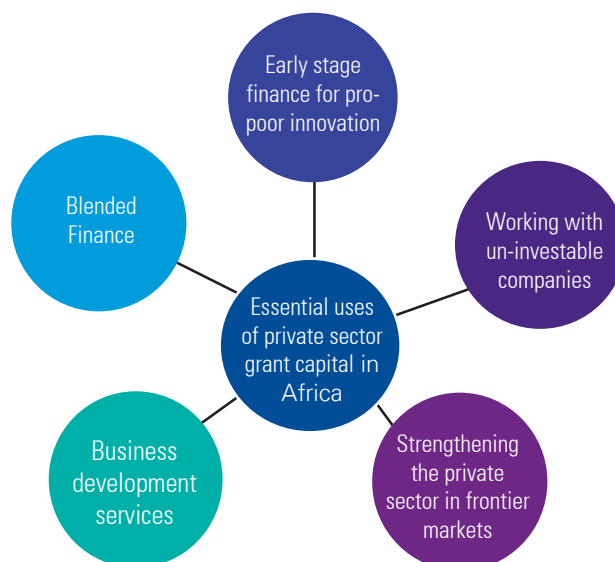 Early stage
finance for pro-
poor innovation
Blended
Finance
Working with
un-investable
companies
Essential uses
of private sector
grant capital in
Africa
Business
development
services
Strengthening
the private
sector in frontier
markets